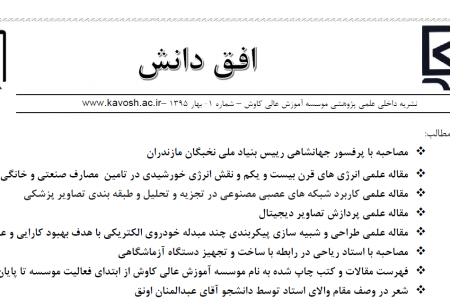 افق دانش
نشریه داخلی علمی پژوهشی موسسه آموزش عالی کاوش – شماره ۱- بهار ۱۳۹۵ –www.kavosh.ac.ir
مطالب:
❖ مصاحبه با پرفسور جهانشاهی رییس بنیاد ملی نخبگان مازندران
❖ مقاله علمی انرژی های قرن بیست و یکم و نقش انرژی خورشیدی در تامین مصارف صنعتی و خانگی
❖ مقاله علمی کاربرد شبکه های عصبی مصنوعی در تجزیه و تحلیل و طبقه بندی تصاویر پزشکی
❖ مقاله علمی پردازش تصاویر دیجیتال
❖ مقاله علمی طراحی و شبیه سازی پیکربندی چند مبدله خودروی الکتریکی با هدف بهبود کارایی و
❖ مصاحبه با استاد ریاحی در رابطه با ساخت و تجهیز دستگاه آزماشگاهی
❖ فهرست مقالات و کتب چاپ شده به نام موسسه آموزش عالی کاوش از ابتدای فعالیت موسسه تا پایان
❖ شعر در وصف مقام والای استاد توسط دانشجو آقای عبدالمنان اونق